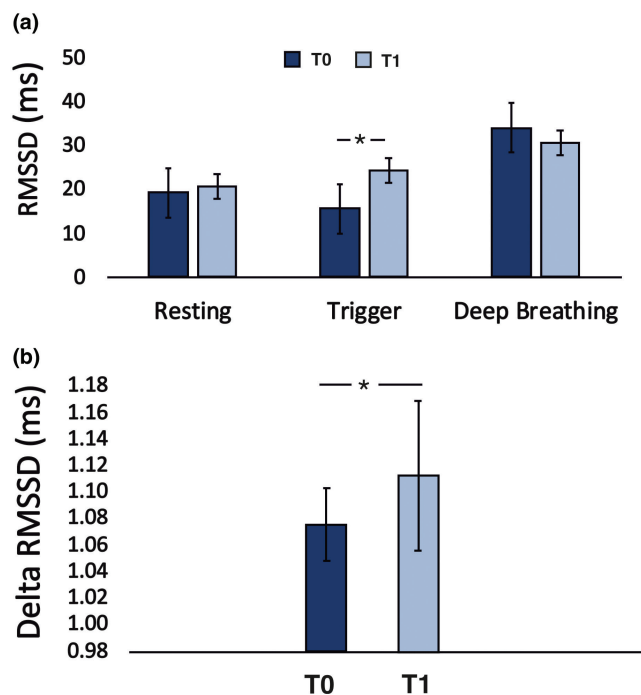 (a)
RMSSD (ms)
50
40
30
20
10
0
T0 T1
*
Resting Trigger Deep Breathing
(b)
Delta RMSSD (ms)
1.18
1.16
1.14
1.12
1.10
1.08
1.06
1.04
1.02
1.00
0.98
*
T0 T1